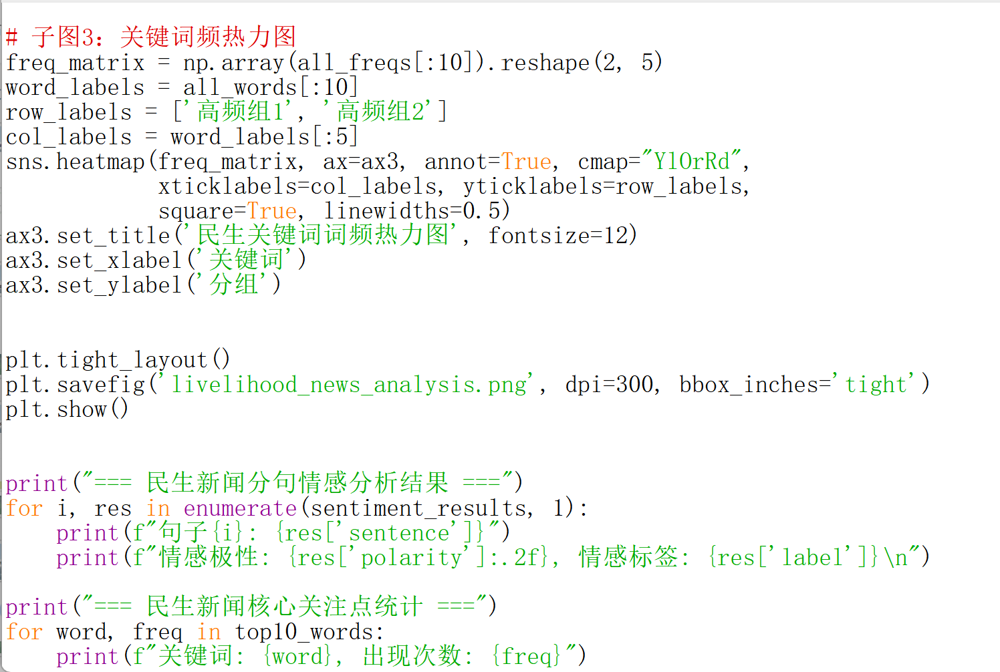 # 子图3：关键词频热力图
freq_matrix = np.array(all_freqs[:10]).reshape(2, 5)
word_labels = all_words[:10]
row_labels = ['高频组1', '高频组2']
col_labels = word_labels[:5]
sns.heatmap(freq_matrix, ax=ax3, annot=True, cmap="YlOrRd",
            xticklabels=col_labels, yticklabels=row_labels,
            square=True, linewidths=0.5)
ax3.set_title('民生关键词词频热力图', fontsize=12)
ax3.set_xlabel('关键词')
ax3.set_ylabel('分组')
plt.tight_layout()
plt.savefig('livelihood_news_analysis.png', dpi=300, bbox_inches='tight')
plt.show()
print("=== 民生新闻分句情感分析结果 ===")
for i, res in enumerate(sentiment_results, 1):
    print(f"句子{i}: {res['sentence']}")
    print(f"情感极性: {res['polarity']:.2f}, 情感标签: {res['label']}\n")
print("=== 民生新闻核心关注点统计 ===")
for word, freq in top10_words:
    print(f"关键词: {word}, 出现次数: {freq}")